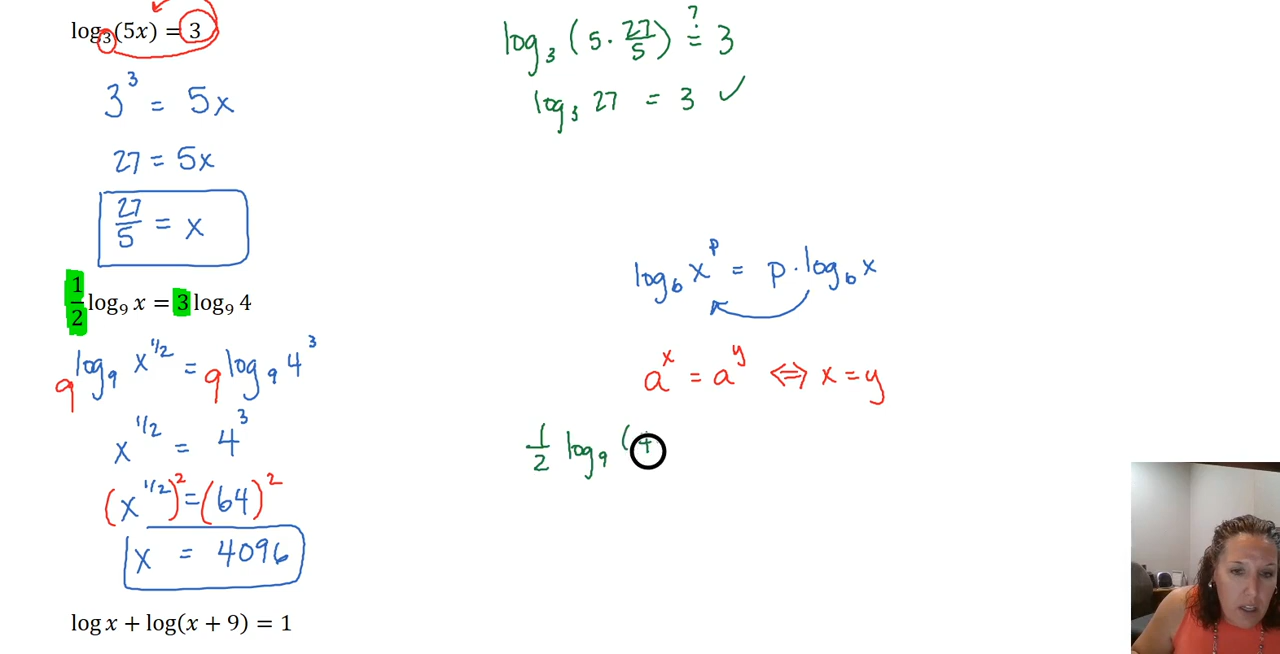 log₃(5x) = 3
3³ = 5x
27 = 5x
27/5 = x
1/2 log₉ x = 3 log₉ 4
9^(log₉ x^(1/2)) = 9^(log₉ 4³)
x^(1/2) = 4³
(x^(1/2))² = (64)²
x = 4096
log x + log(x + 9) = 1
log₃(5 · 27/5) ≟ 3
log₃ 27 = 3 ✓
log_b x^p = p · log_b x
a^x = a^y ⇔ x = y
1/2 log₉ (4